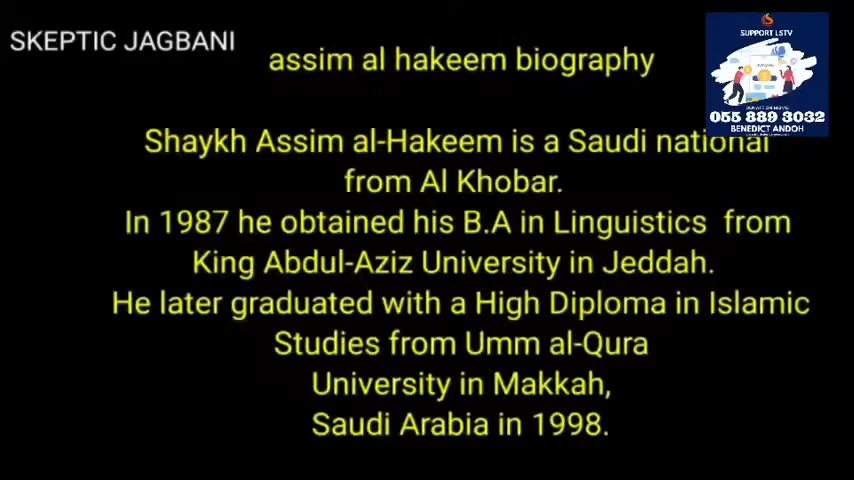 SKEPTIC JAGBANI
assim al hakeem biography
SUPPORT LSTV
055 889 3032
BENEDICT ANDOH
Shaykh Assim al-Hakeem is a Saudi national
from Al Khobar.
In 1987 he obtained his B.A in Linguistics from
King Abdul-Aziz University in Jeddah.
He later graduated with a High Diploma in Islamic
Studies from Umm al-Qura
University in Makkah,
Saudi Arabia in 1998.